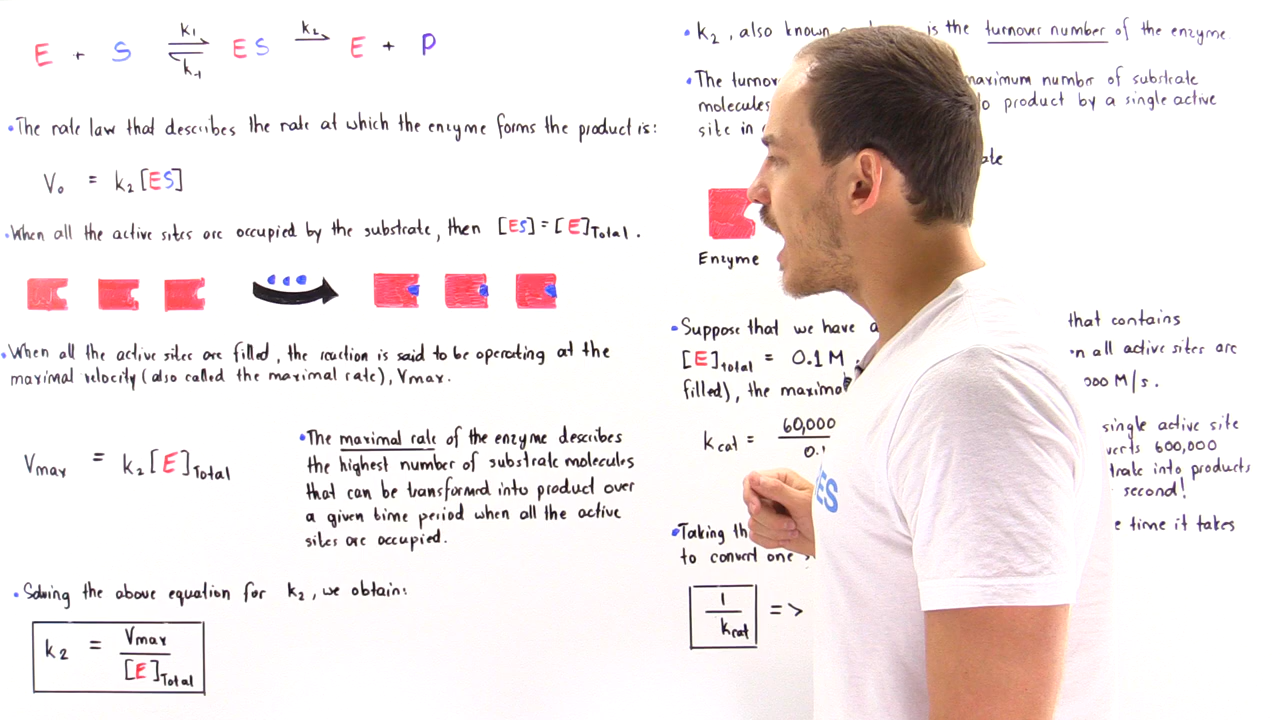 E + S k₁ k₋₁ ES k₂ E + P
•The rate law that describes the rate at which the enzyme forms the product is:
V₀ = k₂[ES]
•When all the active sites are occupied by the substrate, then [ES]=[E]Total.
•When all the active sites are filled, the reaction is said to be operating at the
maximal velocity (also called the maximal rate), Vmax.
Vmax = k₂[E]Total
•The maximal rate of the enzyme describes
the highest number of substrate molecules
that can be transformed into product over
a given time period when all the active
sites are occupied.
•Solving the above equation for k₂, we obtain:
k₂ = Vmax / [E]Total
•k₂, also known is the turnover number of the enzyme
•The maximum number of substrate
molecules product by a single active
site in
Enzyme
•Suppose that we have a that contains
[E]total = 0.1M, all active sites are
filled), the 000 M/s.
kcat = 60,000 / 0.1
single active site
600,000
into products
second!
•Taking time it takes
to convert one
1 / kcat =>
ES